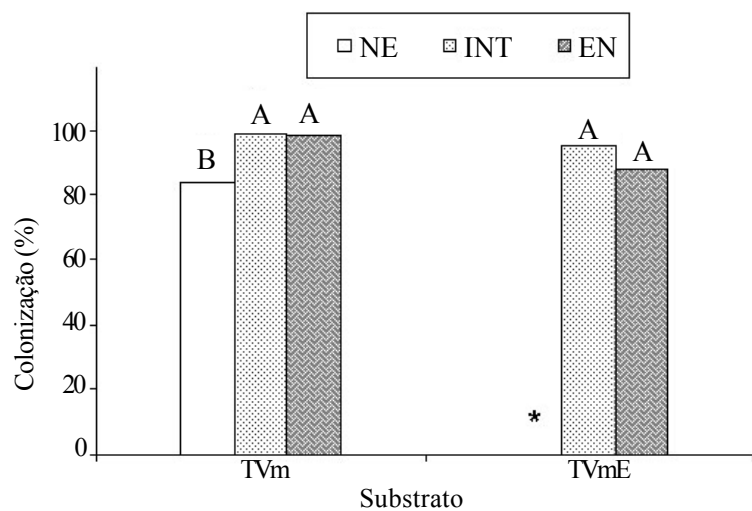 NE INT EN
100
80
60
40
20
0
Colonização (%)
B A A
A A
*
TVm TVmE
Substrato